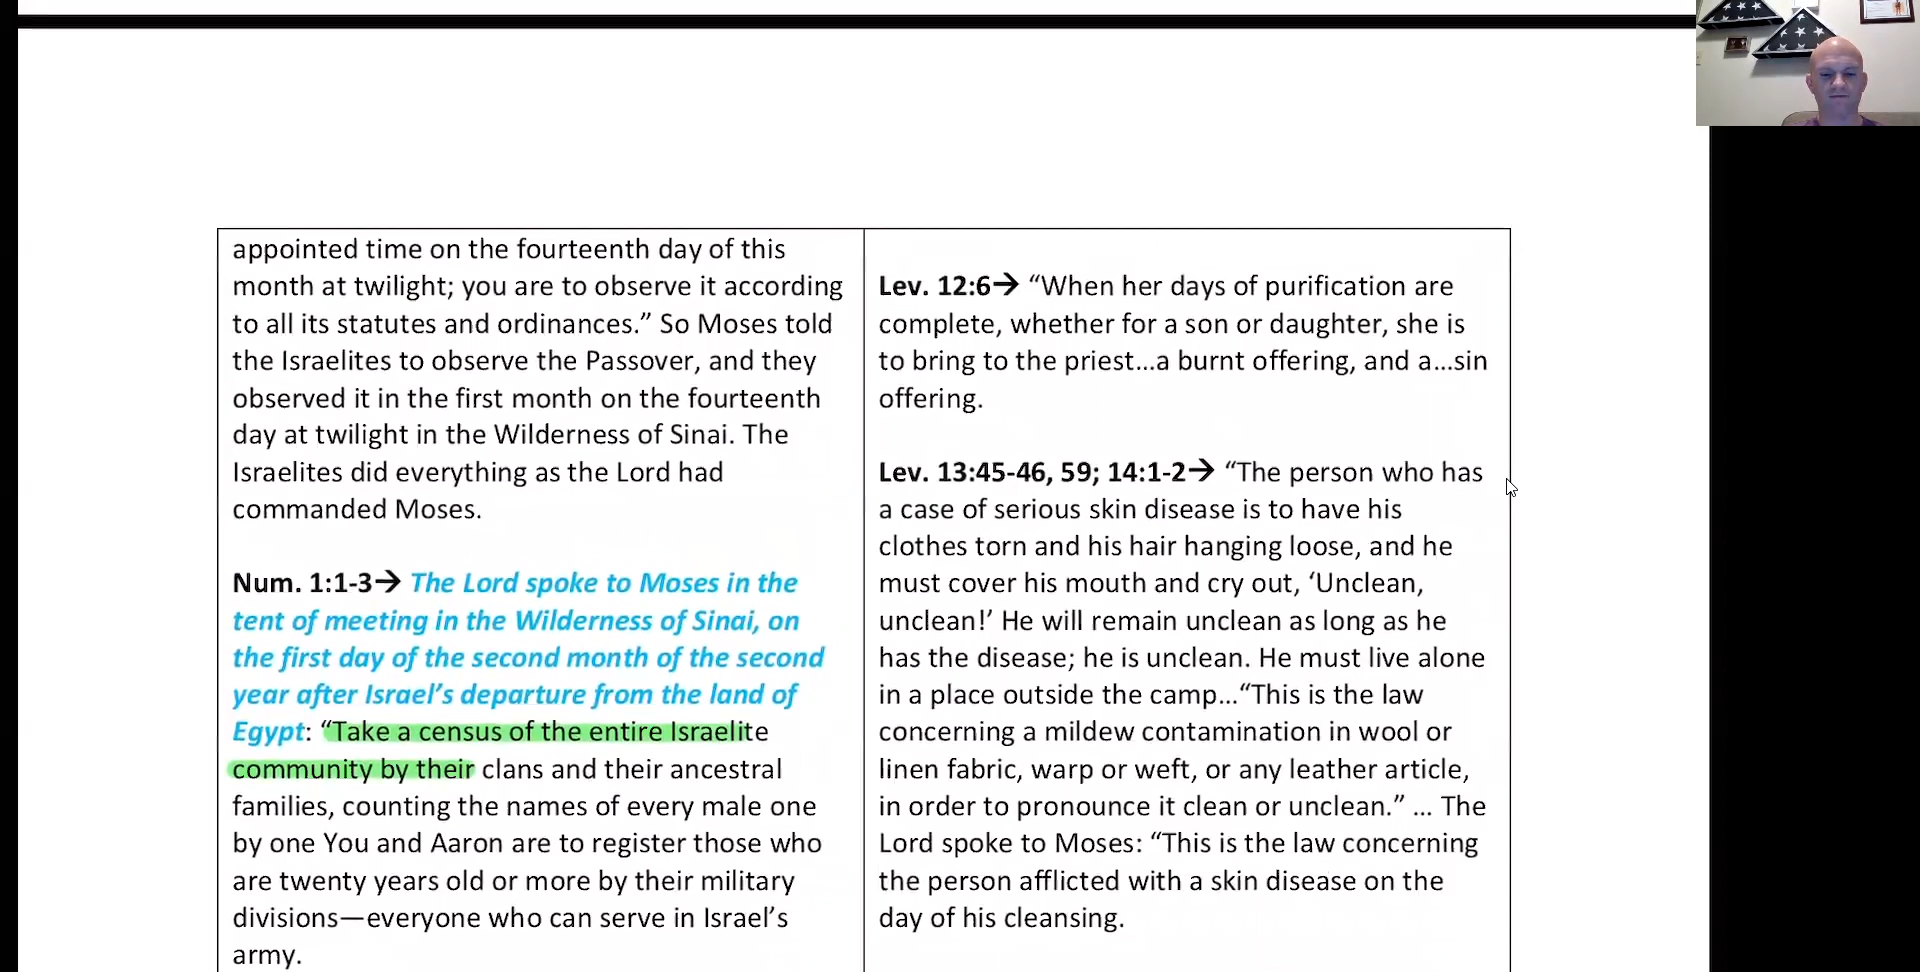 appointed time on the fourteenth day of this
month at twilight; you are to observe it according
to all its statutes and ordinances.” So Moses told
the Israelites to observe the Passover, and they
observed it in the first month on the fourteenth
day at twilight in the Wilderness of Sinai. The
Israelites did everything as the Lord had
commanded Moses.
Num. 1:1-3→ The Lord spoke to Moses in the
tent of meeting in the Wilderness of Sinai, on
the first day of the second month of the second
year after Israel’s departure from the land of
Egypt: “Take a census of the entire Israelite
community by their clans and their ancestral
families, counting the names of every male one
by one You and Aaron are to register those who
are twenty years old or more by their military
divisions—everyone who can serve in Israel’s
army.
Lev. 12:6→ “When her days of purification are
complete, whether for a son or daughter, she is
to bring to the priest…a burnt offering, and a…sin
offering.
Lev. 13:45-46, 59; 14:1-2→ “The person who has
a case of serious skin disease is to have his
clothes torn and his hair hanging loose, and he
must cover his mouth and cry out, ‘Unclean,
unclean!’ He will remain unclean as long as he
has the disease; he is unclean. He must live alone
in a place outside the camp…“This is the law
concerning a mildew contamination in wool or
linen fabric, warp or weft, or any leather article,
in order to pronounce it clean or unclean.” … The
Lord spoke to Moses: “This is the law concerning
the person afflicted with a skin disease on the
day of his cleansing.